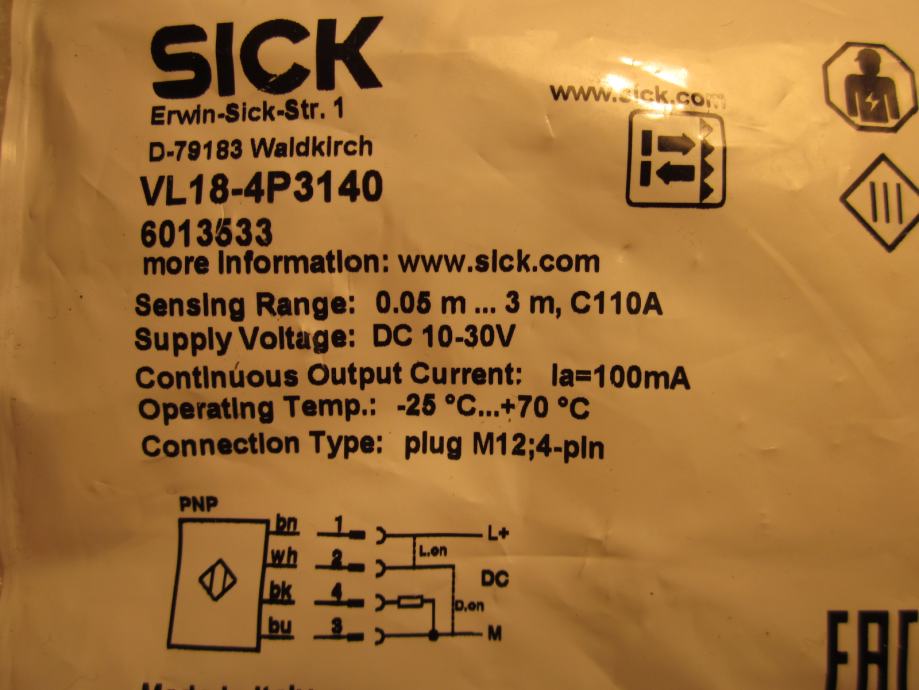 SICK
Erwin-Sick-Str. 1
www.sick.com
D-79183 Waldkirch
VL18-4P3140
6013533
more information: www.sick.com
Sensing Range: 0.05 m ... 3 m, C110A
Supply Voltage: DC 10-30V
Continuous Output Current: Ia=100mA
Operating Temp.: -25 °C...+70 °C
Connection Type: plug M12;4-pin
PNP
bn 1 L+
L.on
wh 2
DC
bk 4
D.on
bu 3 M
EAC